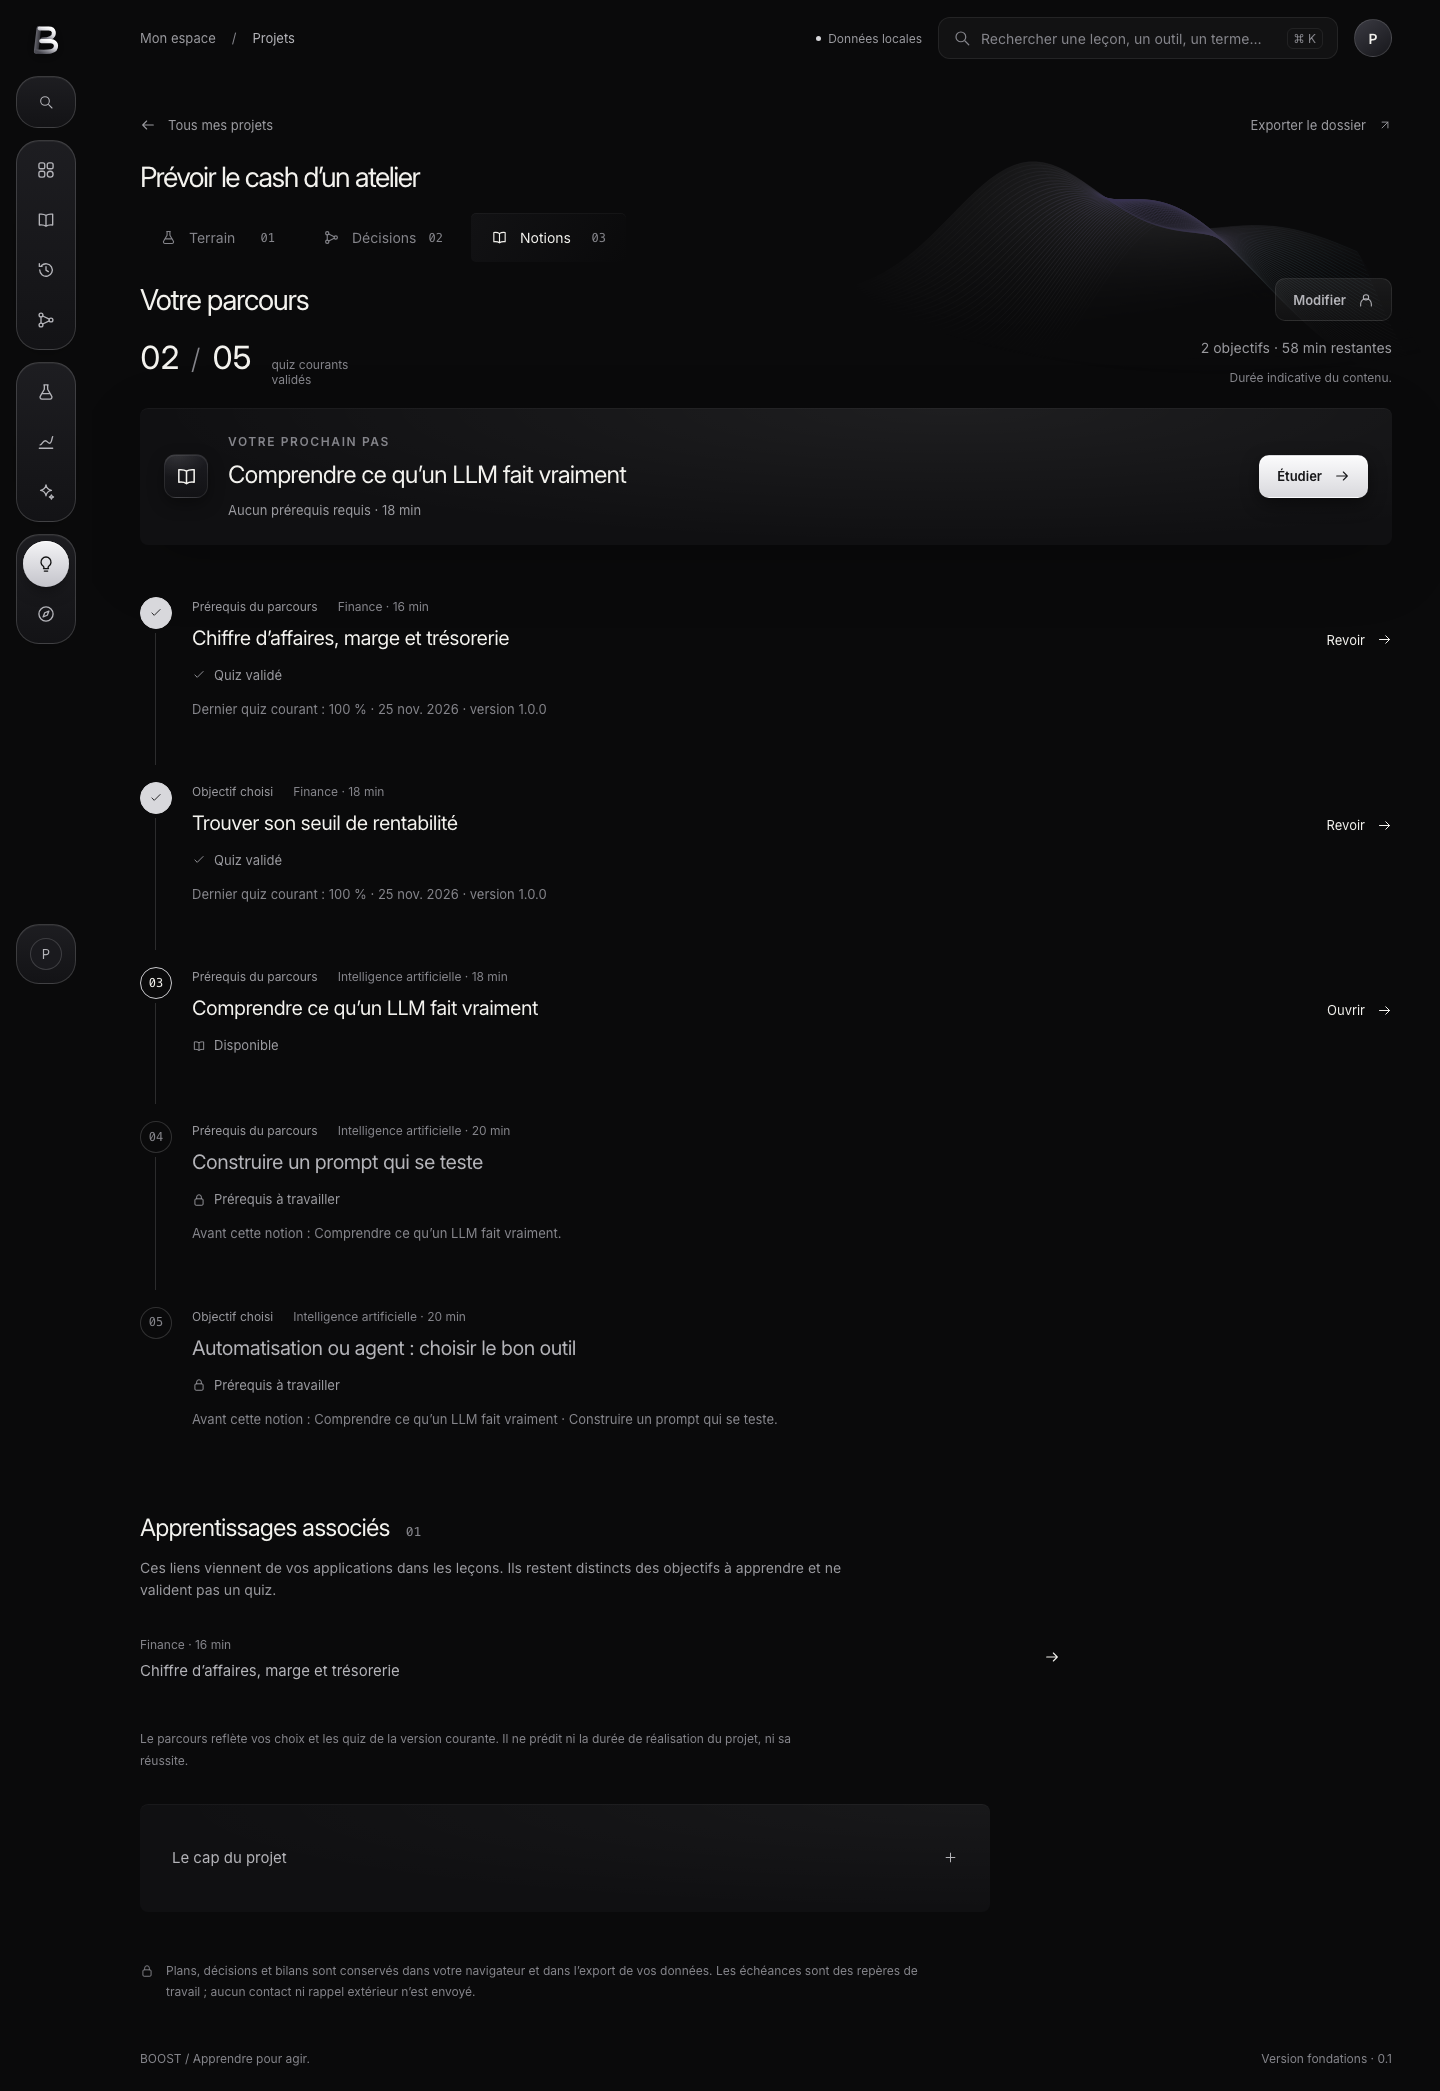 B
Mon espace / Projets
Données locales
Rechercher une leçon, un outil, un terme…
⌘ K
P
Tous mes projets
Exporter le dossier
Prévoir le cash d’un atelier
Terrain 01
Décisions 02
Notions 03
Votre parcours
Modifier
02 / 05
quiz courants
validés
2 objectifs · 58 min restantes
Durée indicative du contenu.
VOTRE PROCHAIN PAS
Comprendre ce qu’un LLM fait vraiment
Aucun prérequis requis · 18 min
Étudier
Prérequis du parcours Finance · 16 min
Chiffre d’affaires, marge et trésorerie
Revoir
Quiz validé
Dernier quiz courant : 100 % · 25 nov. 2026 · version 1.0.0
Objectif choisi Finance · 18 min
Trouver son seuil de rentabilité
Revoir
Quiz validé
Dernier quiz courant : 100 % · 25 nov. 2026 · version 1.0.0
P
03
Prérequis du parcours Intelligence artificielle · 18 min
Comprendre ce qu’un LLM fait vraiment
Ouvrir
Disponible
04
Prérequis du parcours Intelligence artificielle · 20 min
Construire un prompt qui se teste
Prérequis à travailler
Avant cette notion : Comprendre ce qu’un LLM fait vraiment.
05
Objectif choisi Intelligence artificielle · 20 min
Automatisation ou agent : choisir le bon outil
Prérequis à travailler
Avant cette notion : Comprendre ce qu’un LLM fait vraiment · Construire un prompt qui se teste.
Apprentissages associés 01
Ces liens viennent de vos applications dans les leçons. Ils restent distincts des objectifs à apprendre et ne
valident pas un quiz.
Finance · 16 min
Chiffre d’affaires, marge et trésorerie
Le parcours reflète vos choix et les quiz de la version courante. Il ne prédit ni la durée de réalisation du projet, ni sa
réussite.
Le cap du projet
Plans, décisions et bilans sont conservés dans votre navigateur et dans l’export de vos données. Les échéances sont des repères de
travail ; aucun contact ni rappel extérieur n’est envoyé.
BOOST / Apprendre pour agir.
Version fondations · 0.1